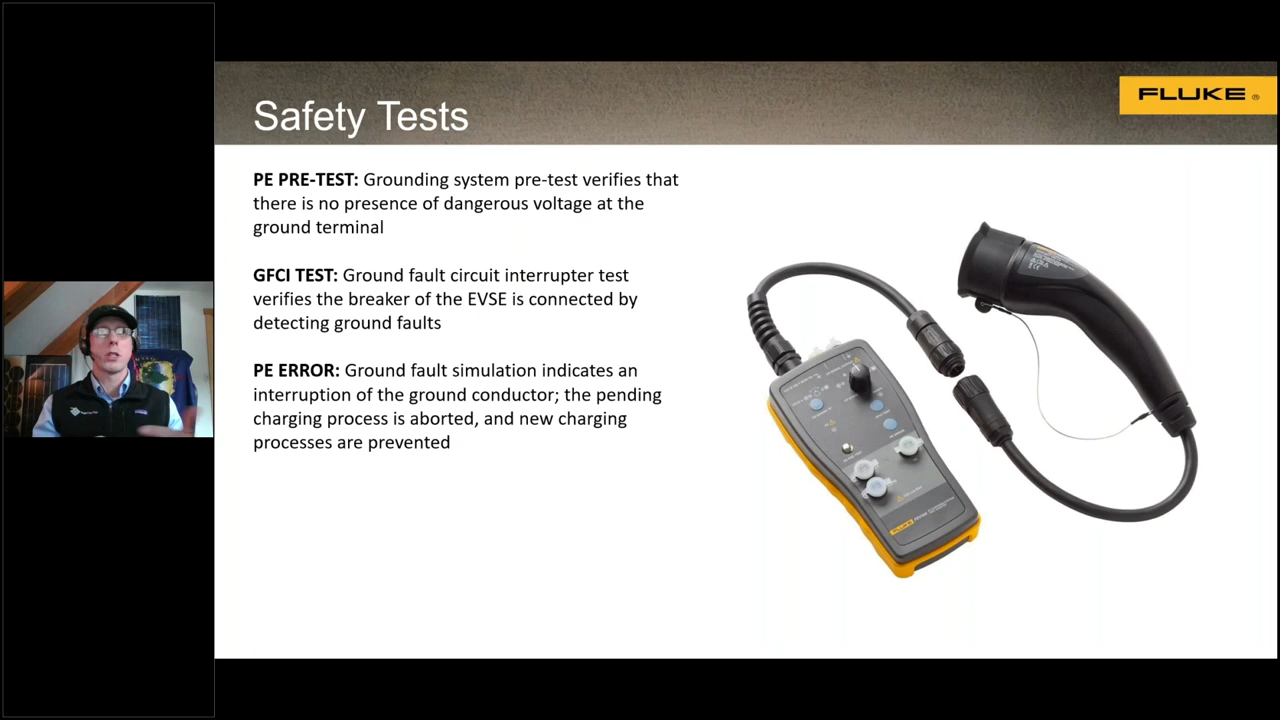 Safety Tests
FLUKE ®
PE PRE-TEST: Grounding system pre-test verifies that
there is no presence of dangerous voltage at the
ground terminal
GFCI TEST: Ground fault circuit interrupter test
verifies the breaker of the EVSE is connected by
detecting ground faults
PE ERROR: Ground fault simulation indicates an
interruption of the ground conductor; the pending
charging process is aborted, and new charging
processes are prevented
FLUKE